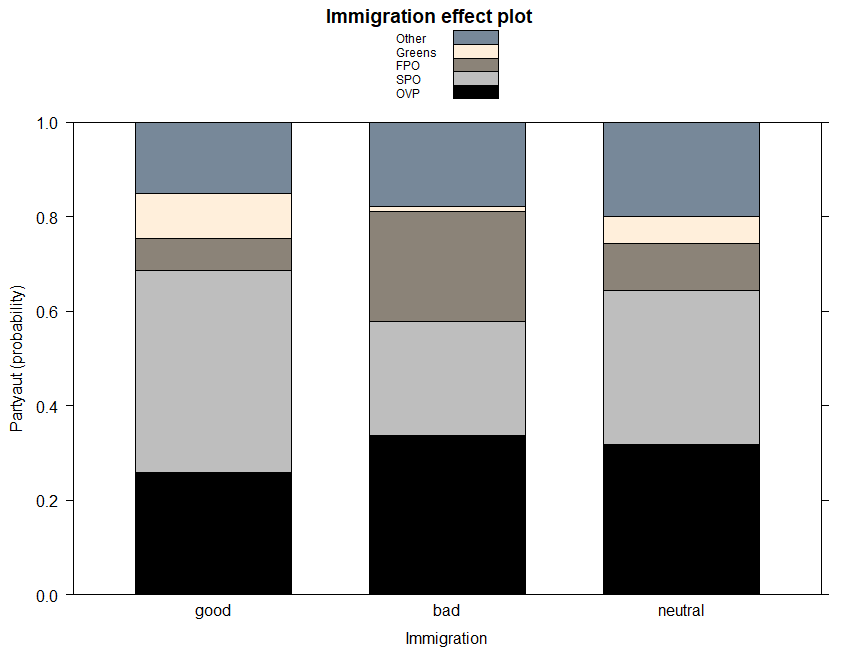 Immigration effect plot
Other
Greens
FPO
SPO
OVP
1.0
0.8
0.6
0.4
0.2
0.0
Partyaut (probability)
good bad neutral
Immigration